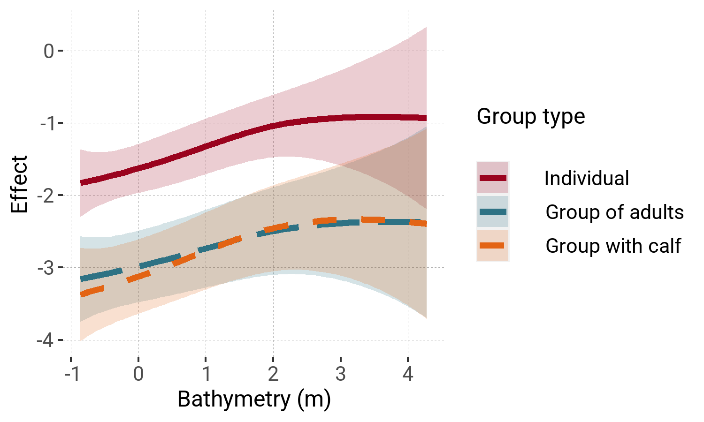 0
-1
-2
-3
-4
Effect
-1 0 1 2 3 4
Bathymetry (m)
Group type
Individual
Group of adults
Group with calf